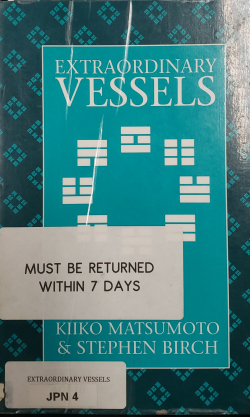 EXTRAORDINARY
VESSELS
MUST BE RETURNED
WITHIN 7 DAYS
KIIKO MATSUMOTO
& STEPHEN BIRCH
EXTRAORDINARY VESSELS
JPN 4